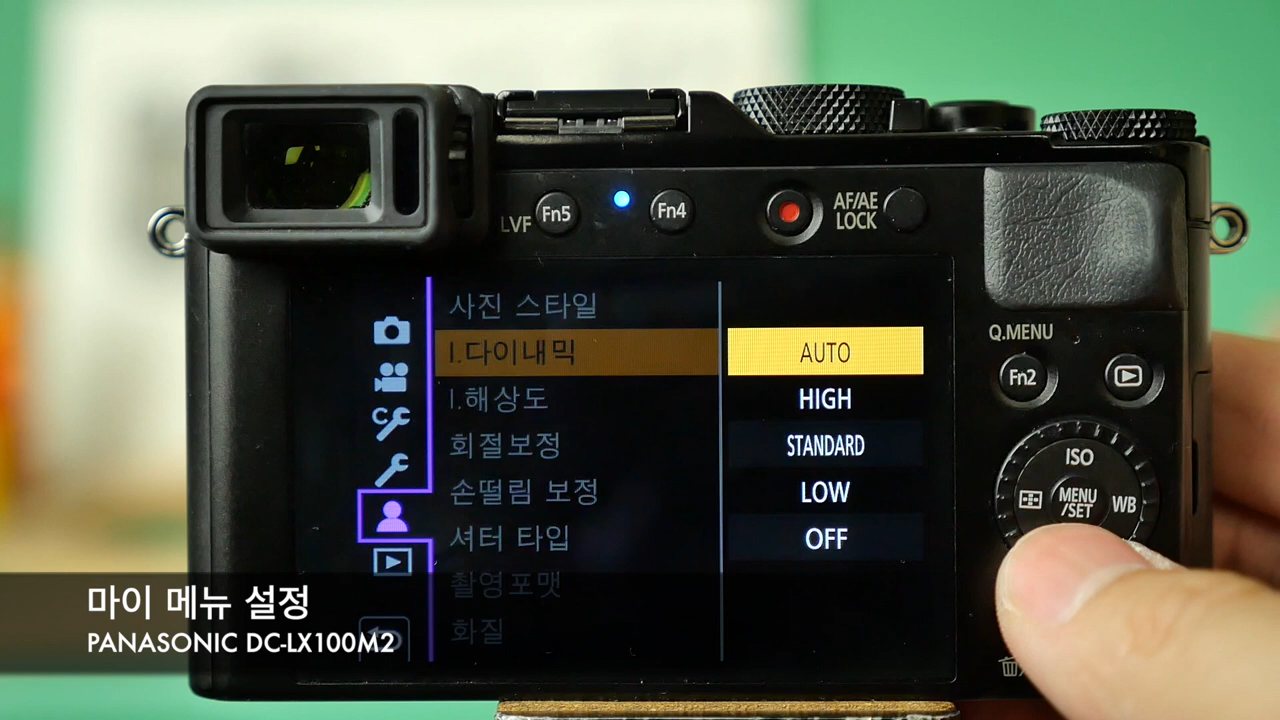 LVF
Fn5
Fn4
AF/AE
LOCK
Q.MENU
Fn2
사진 스타일
I.다이내믹
I.해상도
회절보정
손떨림 보정
셔터 타입
촬영포맷
화질
AUTO
HIGH
STANDARD
LOW
OFF
C
ISO
MENU
/SET
WB
마이 메뉴 설정
PANASONIC DC-LX100M2